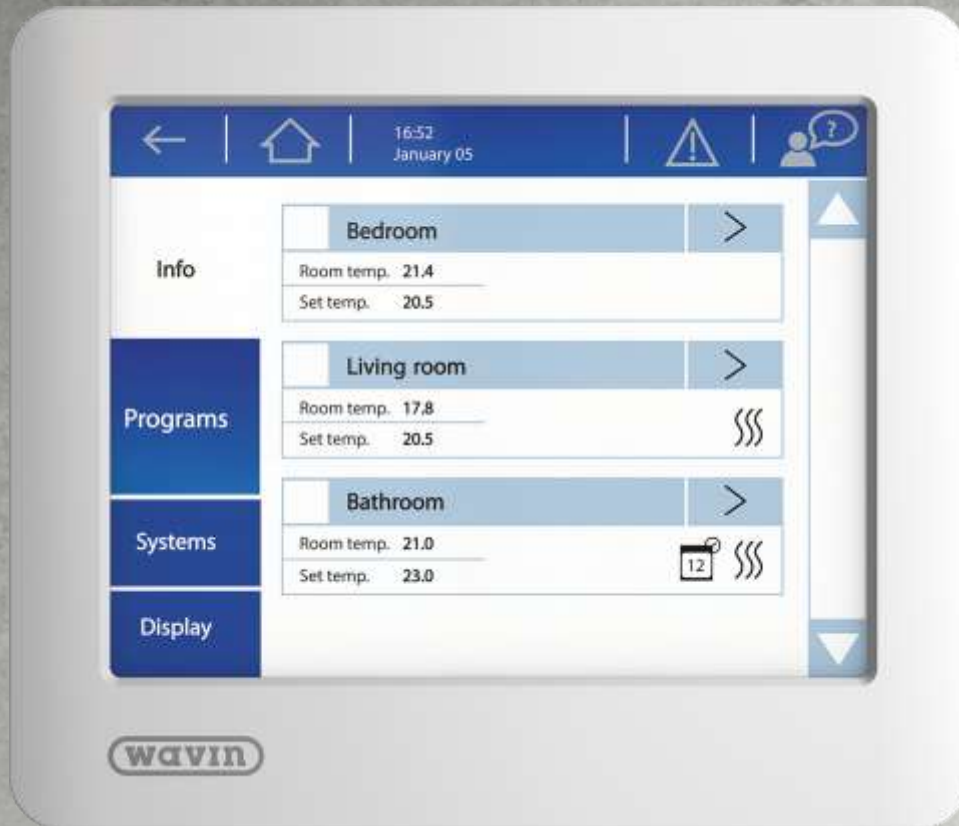 16:52
January 05
?
Info
Programs
Systems
Display
Bedroom
>
Room temp. 21.4
Set temp. 20.5
Living room
>
Room temp. 17.8
Set temp. 20.5
Bathroom
>
Room temp. 21.0
Set temp. 23.0
12
wavin